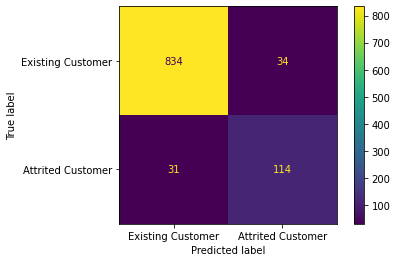 Existing Customer
Attrited Customer
True label
834
34
31
114
Existing Customer
Attrited Customer
Predicted label
800
700
600
500
400
300
200
100